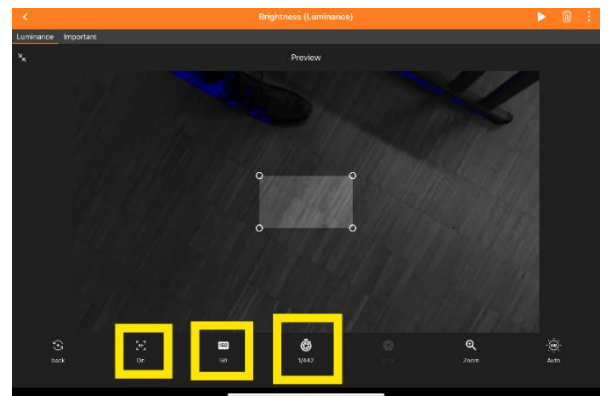 Brightness (Luminance)
Luminance Important
Preview
back
On
50
1/442
Zoom
Auto